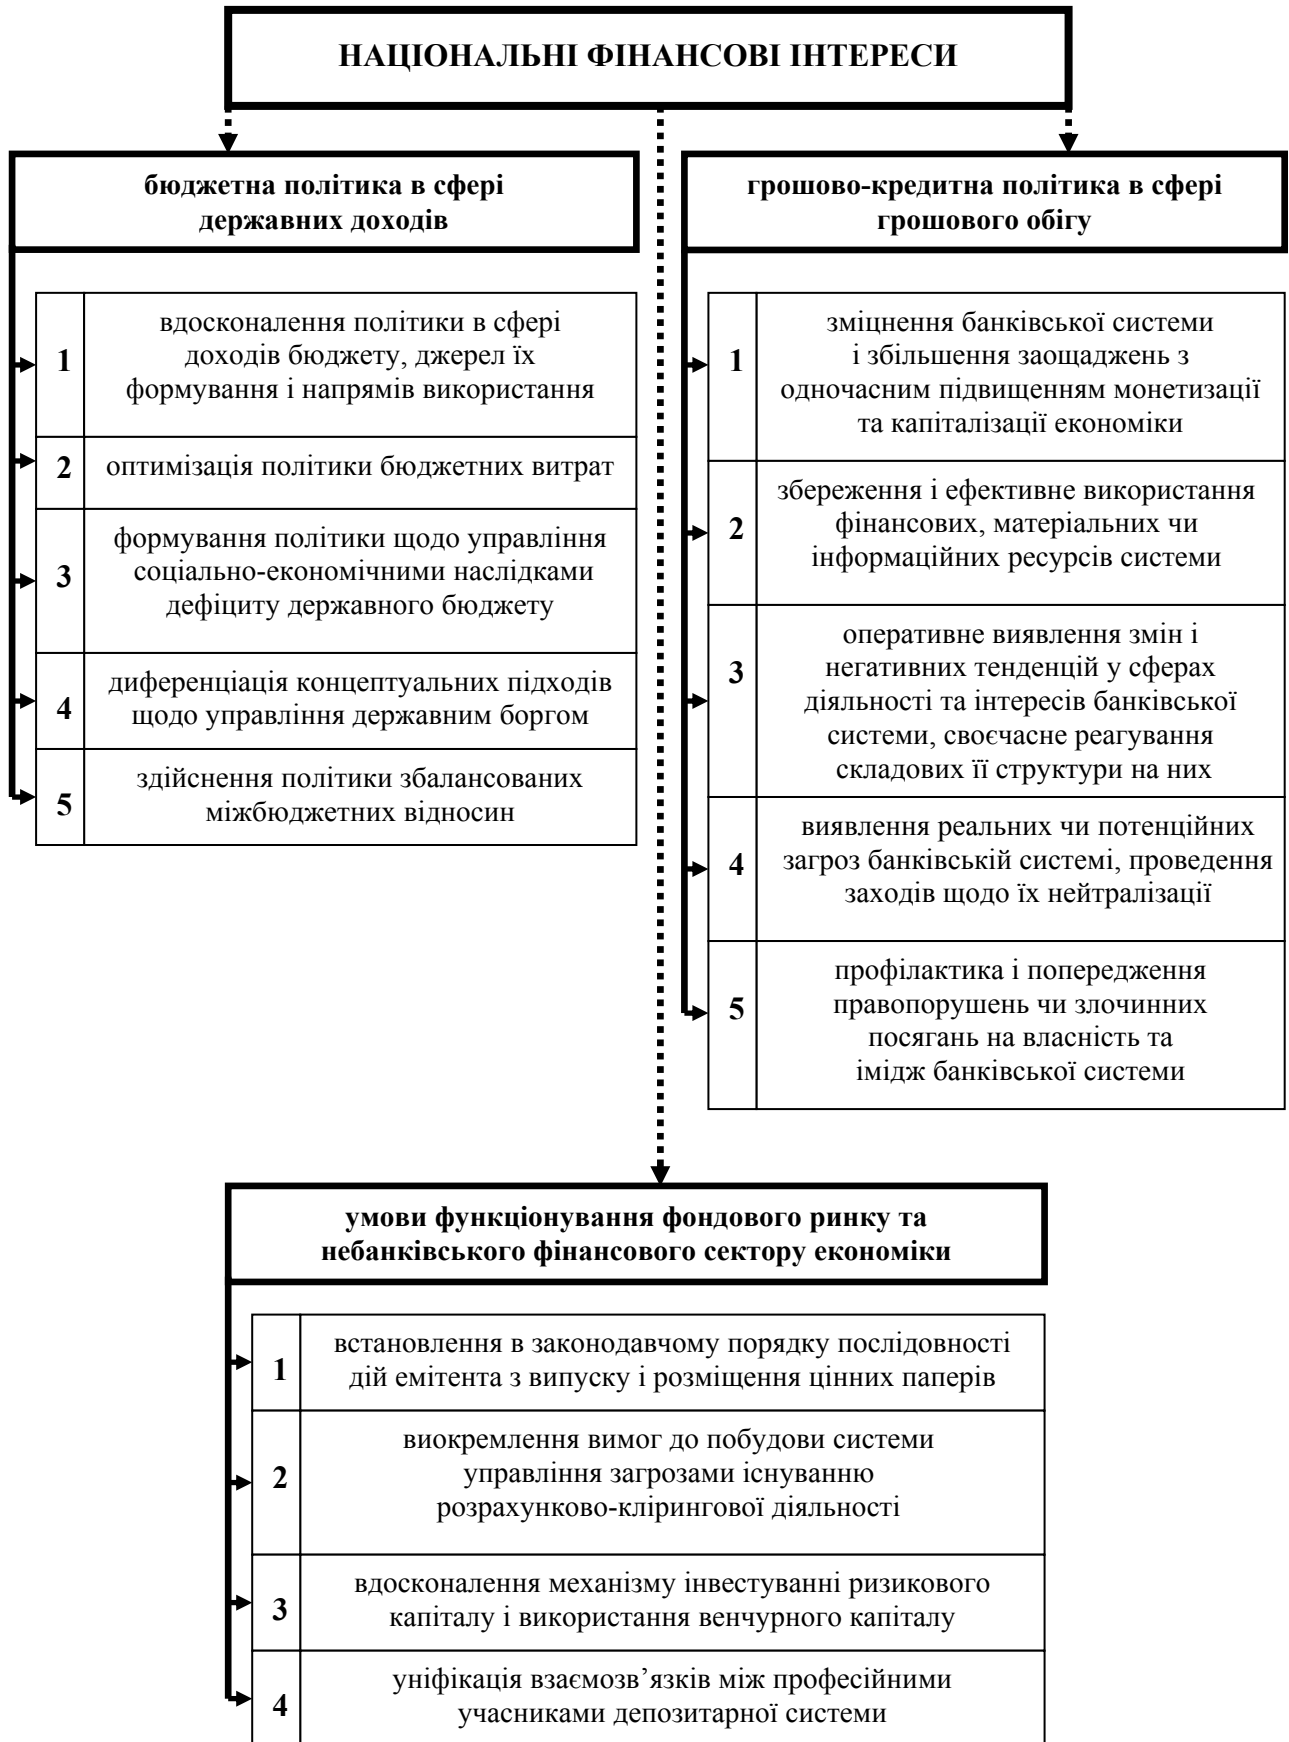 НАЦІОНАЛЬНІ ФІНАНСОВІ ІНТЕРЕСИ
бюджетна політика в сфері
державних доходів
1
вдосконалення політики в сфері
доходів бюджету, джерел їх
формування і напрямів використання
2
оптимізація політики бюджетних витрат
3
формування політики щодо управління
соціально-економічними наслідками
дефіциту державного бюджету
4
диференціація концептуальних підходів
щодо управління державним боргом
5
здійснення політики збалансованих
міжбюджетних відносин
грошово-кредитна політика в сфері
грошового обігу
1
зміцнення банківської системи
і збільшення заощаджень з
одночасним підвищенням монетизації
та капіталізації економіки
2
збереження і ефективне використання
фінансових, матеріальних чи
інформаційних ресурсів системи
3
оперативне виявлення змін і
негативних тенденцій у сферах
діяльності та інтересів банківської
системи, своєчасне реагування
складових її структури на них
4
виявлення реальних чи потенційних
загроз банківській системі, проведення
заходів щодо їх нейтралізації
5
профілактика і попередження
правопорушень чи злочинних
посягань на власність та
імідж банківської системи
умови функціонування фондового ринку та
небанківського фінансового сектору економіки
1
встановлення в законодавчому порядку послідовності
дій емітента з випуску і розміщення цінних паперів
2
виокремлення вимог до побудови системи
управління загрозами існуванню
розрахунково-клірингової діяльності
3
вдосконалення механізму інвестуванні ризикового
капіталу і використання венчурного капіталу
4
уніфікація взаємозв’язків між професійними
учасниками депозитарної системи